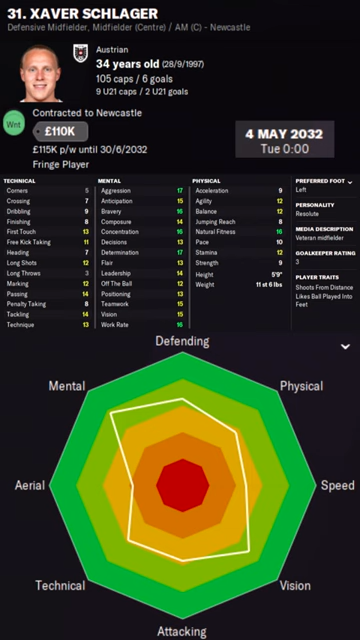 31. XAVER SCHLAGER
Defensive Midfielder, Midfielder (Centre) / AM (C) - Newcastle
Austrian
34 years old (28/9/1997)
105 caps / 6 goals
9 U21 caps / 2 U21 goals
Wnt
Contracted to Newcastle
£110K
£115K p/w until 30/6/2032
Fringe Player
4 MAY 2032
Tue 0:00
TECHNICAL
Corners 5
Crossing 7
Dribbling 9
Finishing 8
First Touch 13
Free Kick Taking 11
Heading 7
Long Shots 12
Long Throws 3
Marking 12
Passing 14
Penalty Taking 8
Tackling 14
Technique 13
MENTAL
Aggression 17
Anticipation 15
Bravery 16
Composure 14
Concentration 16
Decisions 13
Determination 17
Flair 13
Leadership 14
Off The Ball 12
Positioning 13
Teamwork 15
Vision 15
Work Rate 16
PHYSICAL
Acceleration 9
Agility 12
Balance 12
Jumping Reach 8
Natural Fitness 16
Pace 10
Stamina 12
Strength 9
Height 5'9"
Weight 11 st 6 lbs
PREFERRED FOOT
Left
PERSONALITY
Resolute
MEDIA DESCRIPTION
Veteran midfielder
GOALKEEPER RATING
3
PLAYER TRAITS
Shoots From Distance
Likes Ball Played Into
Feet
Defending
Mental
Physical
Aerial
Speed
Technical
Vision
Attacking